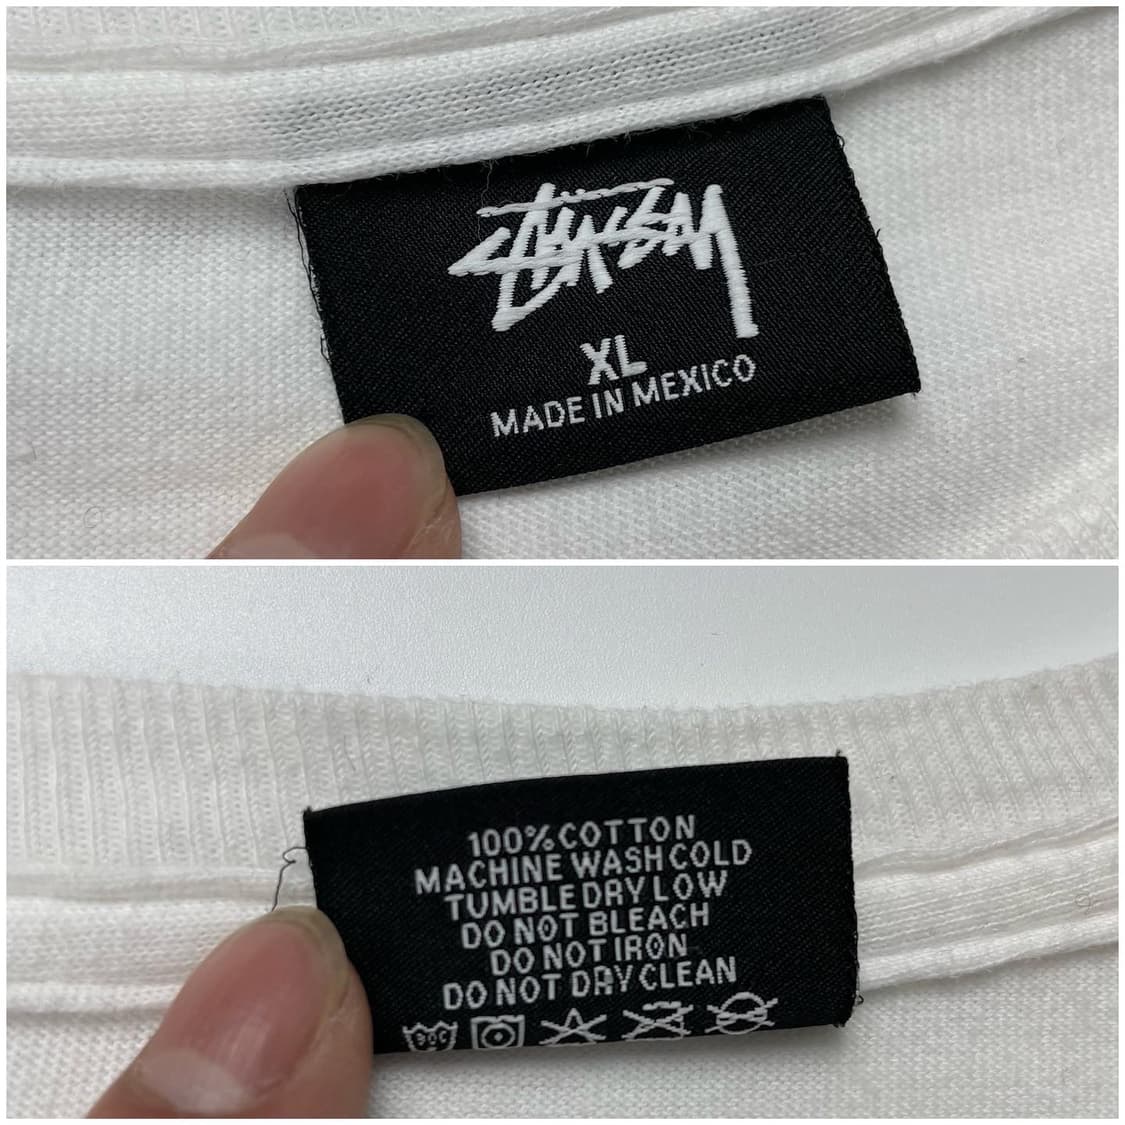 STÜSSY
XL
MADE IN MEXICO
100% COTTON
MACHINE WASH COLD
TUMBLE DRY LOW
DO NOT BLEACH
DO NOT IRON
DO NOT DRY CLEAN
30C